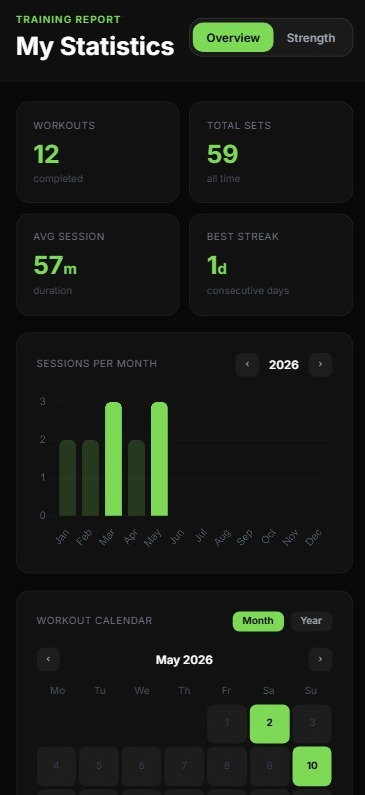 TRAINING REPORT
My Statistics
Overview Strength
WORKOUTS
12
completed
TOTAL SETS
59
all time
AVG SESSION
57m
duration
BEST STREAK
1d
consecutive days
SESSIONS PER MONTH
‹ 2026 ›
3
2
1
0
Jan Feb Mar Apr May Jun Jul Aug Sep Oct Nov Dec
WORKOUT CALENDAR
Month Year
‹ May 2026 ›
Mo Tu We Th Fr Sa Su
1 2 3
4 5 6 7 8 9 10